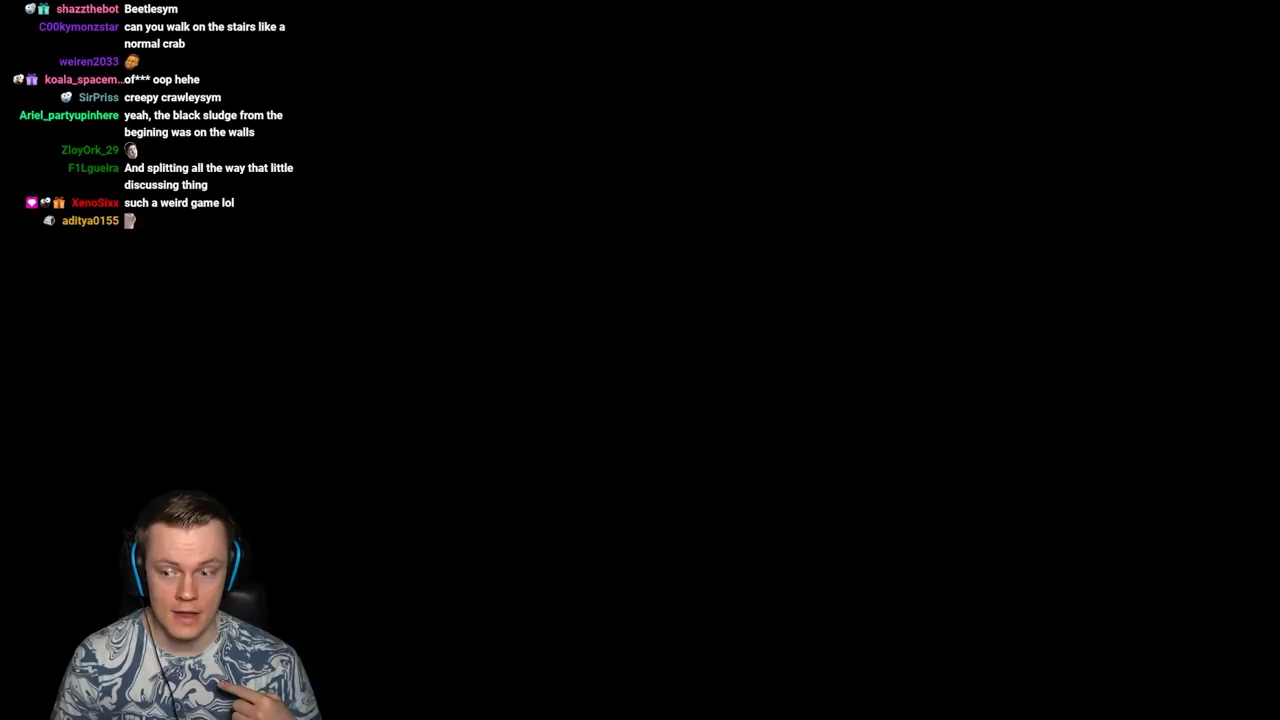 shazzthebot Beetlesym
C00kymonzstar can you walk on the stairs like a
normal crab
weiren2033
koala_spacem... of*** oop hehe
SirPriss creepy crawleysym
Ariel_partyupinhere yeah, the black sludge from the
begining was on the walls
ZloyOrk_29
F1Lgueira And splitting all the way that little
discussing thing
XenoSixx such a weird game lol
aditya0155